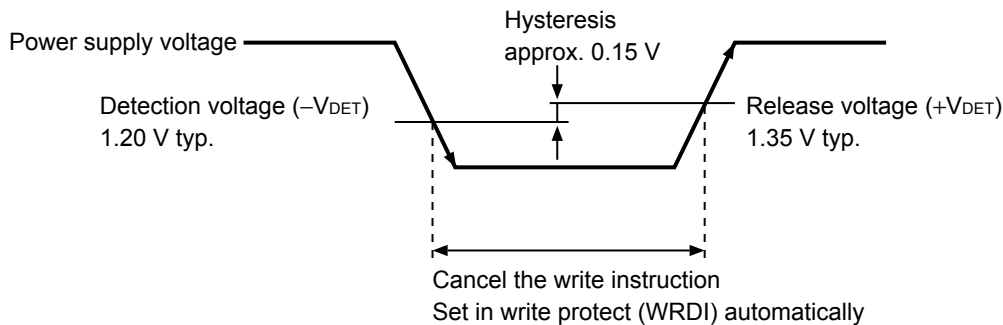 Hysteresis
approx. 0.15 V
Power supply voltage
Detection voltage (−VDET)
1.20 V typ.
Release voltage (+VDET)
1.35 V typ.
Cancel the write instruction
Set in write protect (WRDI) automatically